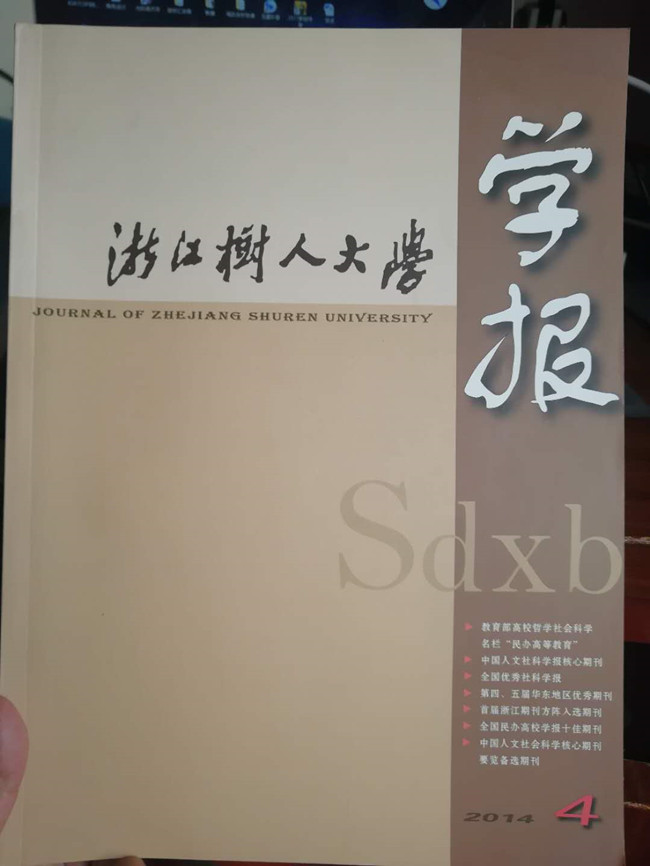 学报
浙江樹人大學
JOURNAL OF ZHEJIANG SHUREN UNIVERSITY
Sdxb
教育部高校哲学社会科学
名栏“民办高等教育”
中国人文社科学报核心期刊
全国优秀社科学报
第四、五届华东地区优秀期刊
首届浙江期刊方阵入选期刊
全国民办高校学报十佳期刊
中国人文社会科学核心期刊
要览备选期刊
2014 4